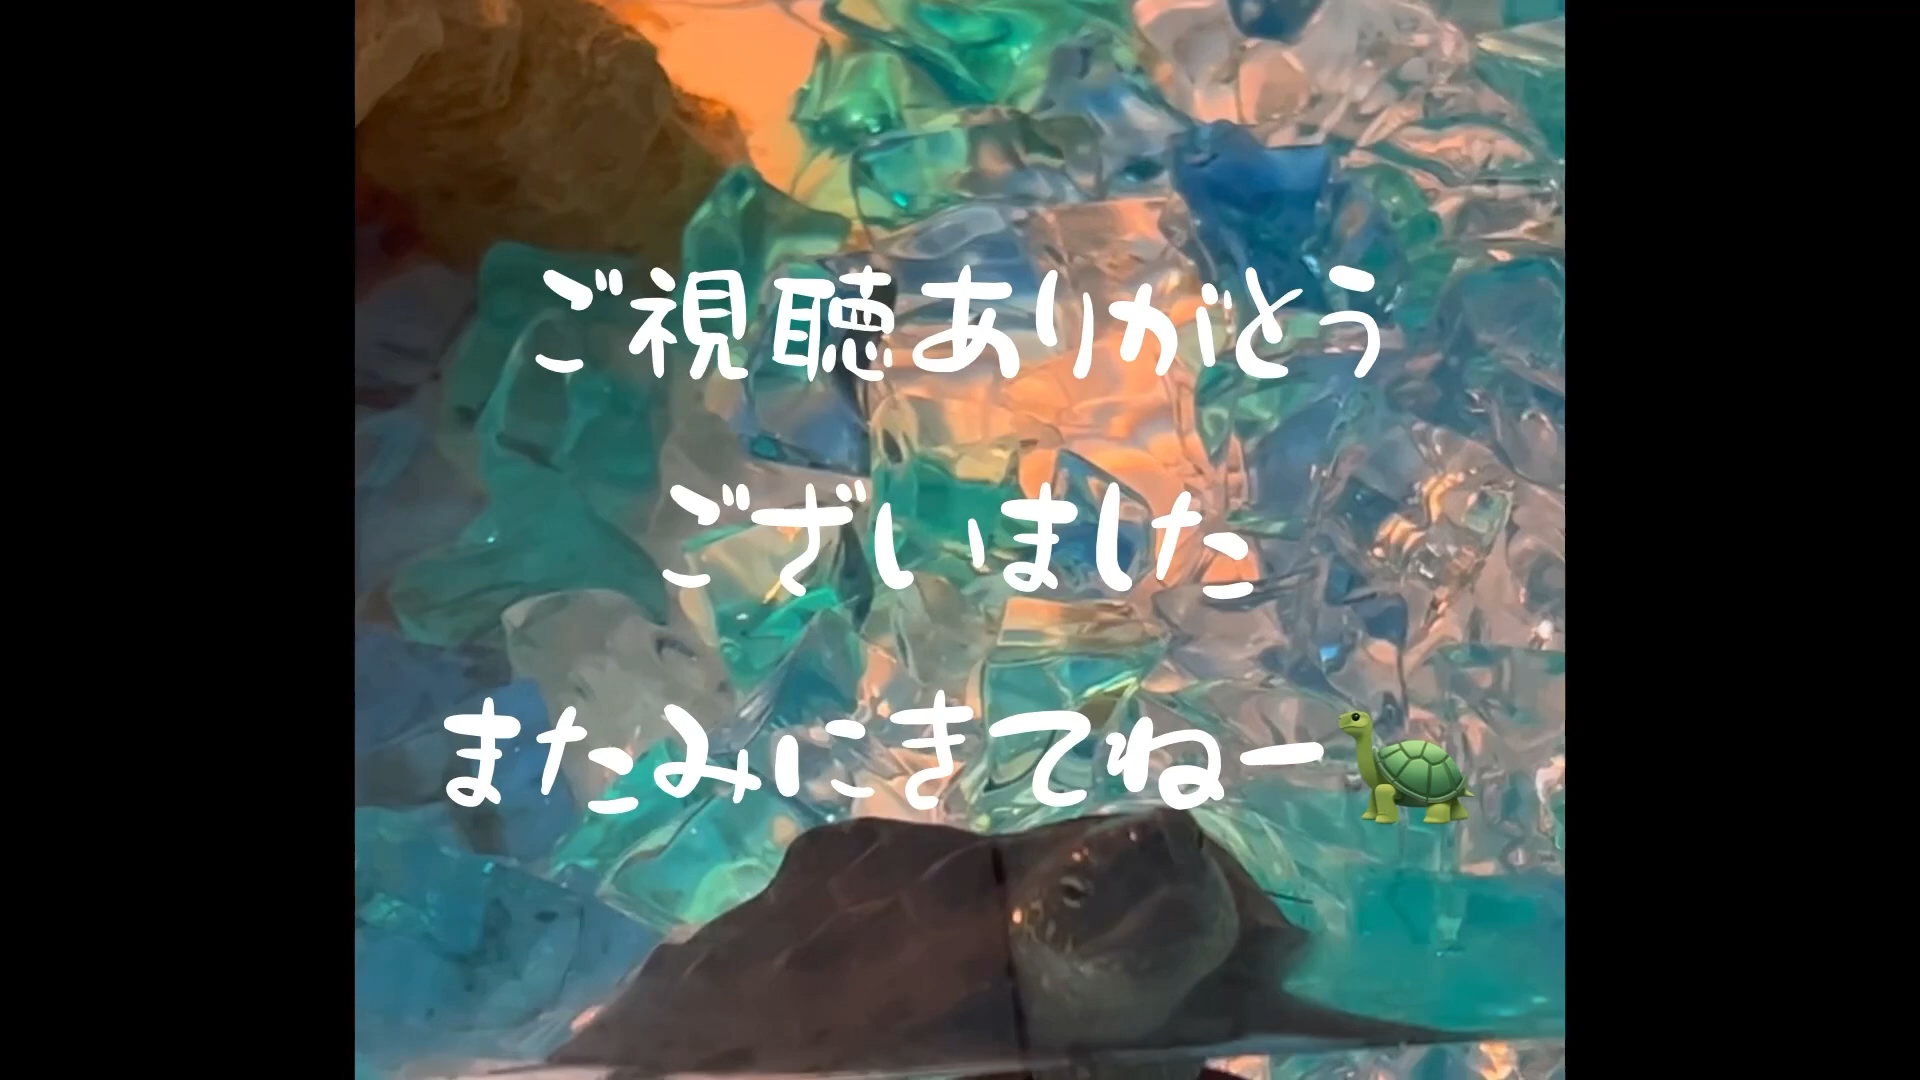 ご視聴ありがとう
ございました
またみにきてねー🐢